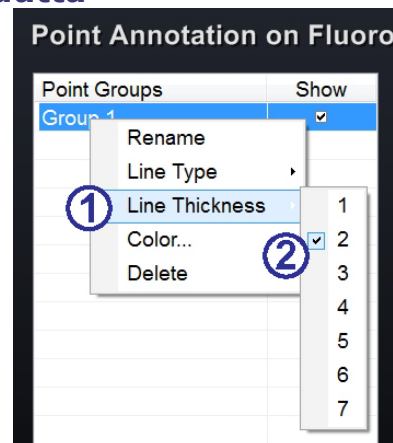 Point Annotation on Fluoro
Point Groups Show
Group 1
Rename
Line Type
① Line Thickness 1
Color... ② 2
Delete 3
4
5
6
7